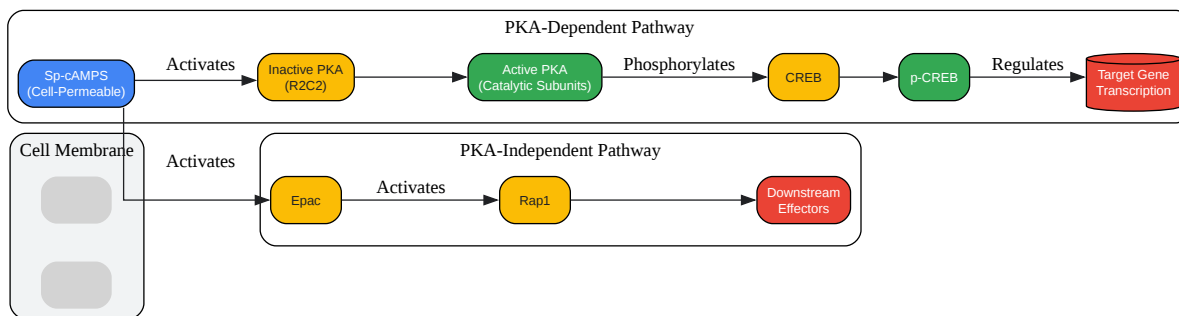 PKA-Dependent Pathway
Sp-cAMPS
(Cell-Permeable)
Activates
Inactive PKA
(R2C2)
Active PKA
(Catalytic Subunits)
Phosphorylates
CREB
p-CREB
Regulates
Target Gene
Transcription
Cell Membrane
Activates
PKA-Independent Pathway
Epac
Activates
Rap1
Downstream
Effectors